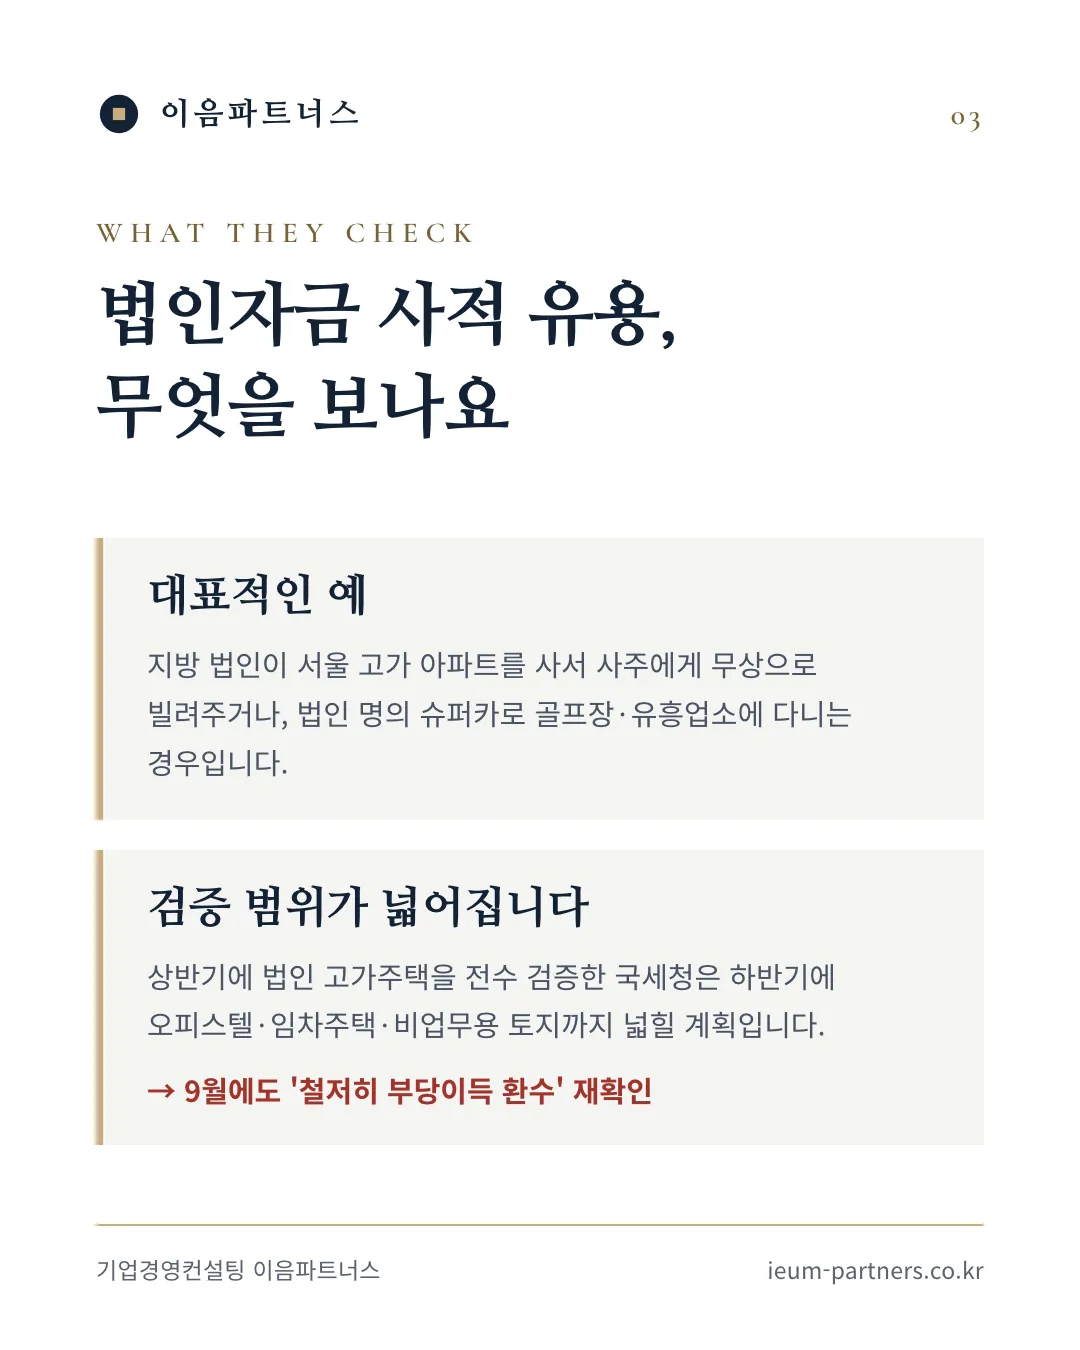 이음파트너스
03
WHAT THEY CHECK
법인자금 사적 유용,
무엇을 보나요
대표적인 예
지방 법인이 서울 고가 아파트를 사서 사주에게 무상으로
빌려주거나, 법인 명의 슈퍼카로 골프장·유흥업소에 다니는
경우입니다.
검증 범위가 넓어집니다
상반기에 법인 고가주택을 전수 검증한 국세청은 하반기에
오피스텔·임차주택·비업무용 토지까지 넓힐 계획입니다.
→ 9월에도 '철저히 부당이득 환수' 재확인
기업경영컨설팅 이음파트너스
ieum-partners.co.kr